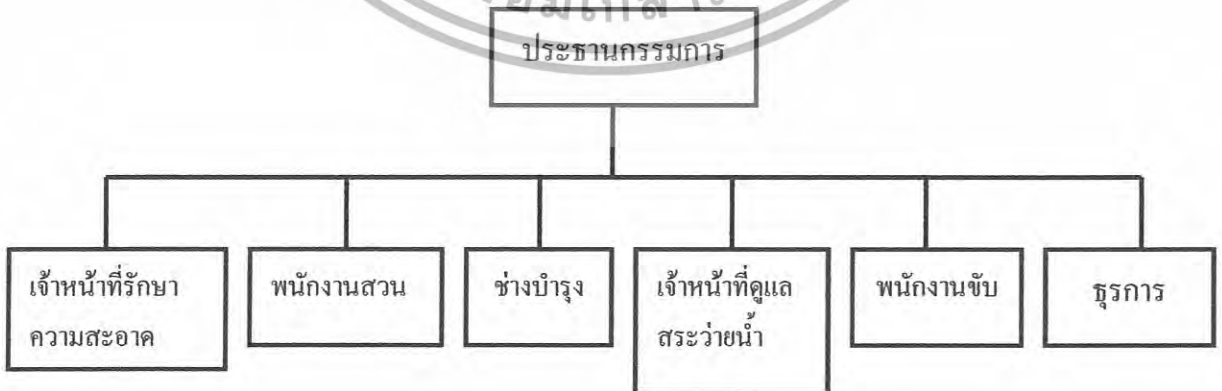 ประธานกรรมการ
เจ้าหน้าที่รักษา
ความสะอาด
พนักงานสวน
ช่างบำรุง
เจ้าหน้าที่ดูแล
สระว่ายน้ำ
พนักงานขับ
ธุรการ